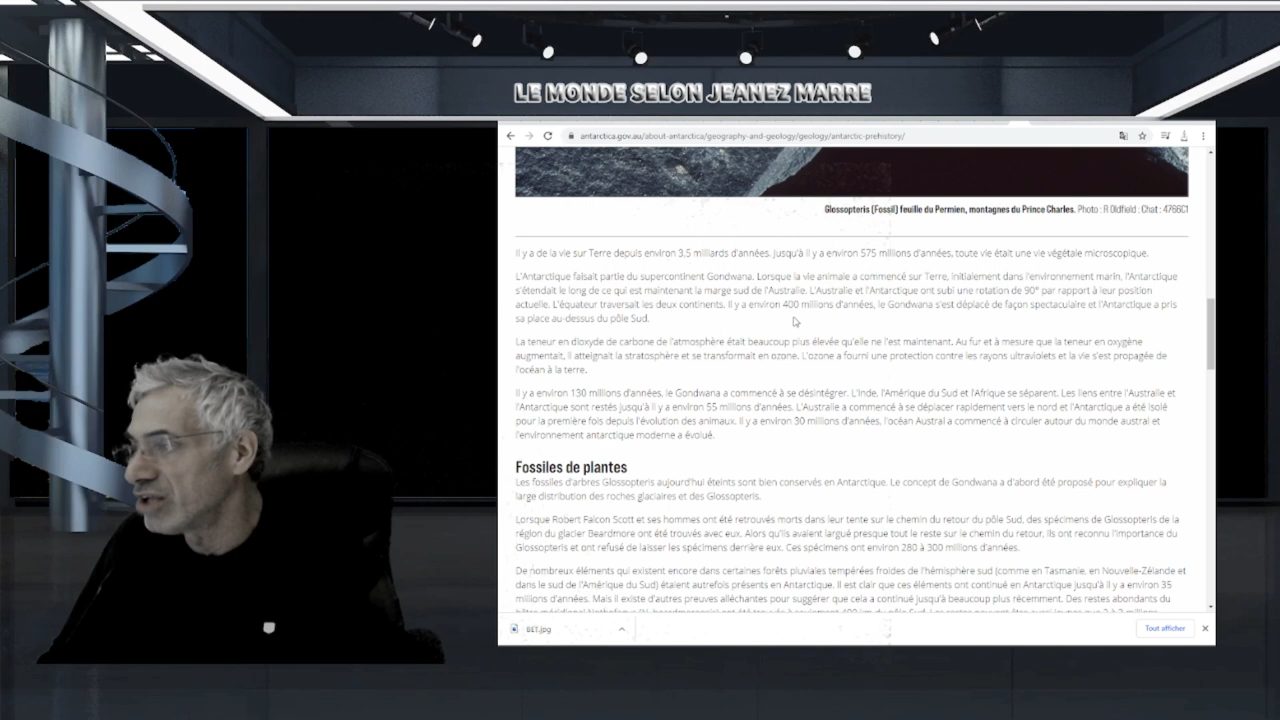 LE MONDE SELON JEANEZ MARRE
antarctica.gov.au/about-antarctica/geography-and-geology/geology/antarctic-prehistory/
Glossopteris (Fossil) feuille du Permien, montagnes du Prince Charles. Photo : R Oldfield : Chat : 4766C1
Il y a de la vie sur Terre depuis environ 3,5 milliards d'années. Jusqu'à il y a environ 575 millions d'années, toute vie était une vie végétale microscopique.
L'Antarctique faisait partie du supercontinent Gondwana. Lorsque la vie animale a commencé sur Terre, initialement dans l'environnement marin, l'Antarctique
s'étendait le long de ce qui est maintenant la marge sud de l'Australie. L'Australie et l'Antarctique ont subi une rotation de 90° par rapport à leur position
actuelle. L'équateur traversait les deux continents. Il y a environ 400 millions d'années, le Gondwana s'est déplacé de façon spectaculaire et l'Antarctique a pris
sa place au-dessus du pôle Sud.
La teneur en dioxyde de carbone de l'atmosphère était beaucoup plus élevée qu'elle ne l'est maintenant. Au fur et à mesure que la teneur en oxygène
augmentait, il atteignait la stratosphère et se transformait en ozone. L'ozone a fourni une protection contre les rayons ultraviolets et la vie s'est propagée de
l'océan à la terre.
Il y a environ 130 millions d'années, le Gondwana a commencé à se désintégrer. L'Inde, l'Amérique du Sud et l'Afrique se séparent. Les liens entre l'Australie et
l'Antarctique sont restés jusqu'à il y a environ 55 millions d'années. L'Australie a commencé à se déplacer rapidement vers le nord et l'Antarctique a été isolé
pour la première fois depuis l'évolution des animaux. Il y a environ 30 millions d'années, l'océan Austral a commencé à circuler autour du monde austral et
l'environnement antarctique moderne a évolué.
Fossiles de plantes
Les fossiles d'arbres Glossopteris aujourd'hui éteints sont bien conservés en Antarctique. Le concept de Gondwana a d'abord été proposé pour expliquer la
large distribution des roches glaciaires et des Glossopteris.
Lorsque Robert Falcon Scott et ses hommes ont été retrouvés morts dans leur tente sur le chemin du retour du pôle Sud, des spécimens de Glossopteris de la
région du glacier Beardmore ont été trouvés avec eux. Alors qu'ils avaient largué presque tout le reste sur le chemin du retour, ils ont reconnu l'importance du
Glossopteris et ont refusé de laisser les spécimens derrière eux. Ces spécimens ont environ 280 à 300 millions d'années.
De nombreux éléments qui existent encore dans certaines forêts pluviales tempérées froides de l'hémisphère sud (comme en Tasmanie, en Nouvelle-Zélande et
dans le sud de l'Amérique du Sud) étaient autrefois présents en Antarctique. Il est clair que ces éléments ont continué en Antarctique jusqu'à il y a environ 35
millions d'années. Mais il existe d'autres preuves alléchantes pour suggérer que cela a continué jusqu'à beaucoup plus récemment. Des restes abondants du
BET.jpg
Tout afficher